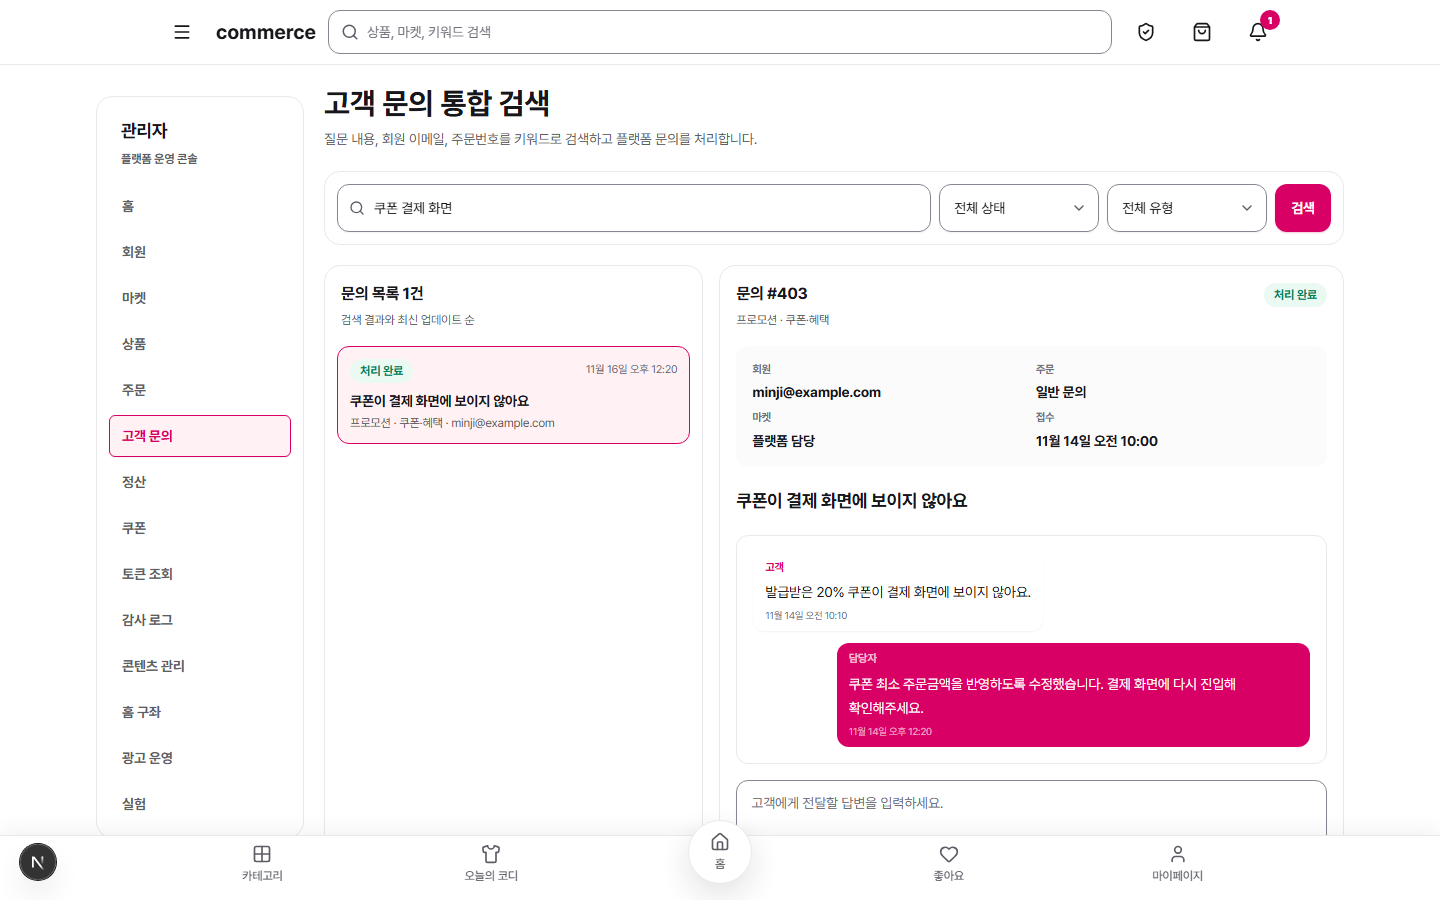 commerce
상품, 마켓, 키워드 검색
1
관리자
플랫폼 운영 콘솔
홈
회원
마켓
상품
주문
고객 문의
정산
쿠폰
토큰 조회
감사 로그
콘텐츠 관리
홈 구좌
광고 운영
실험
고객 문의 통합 검색
질문 내용, 회원 이메일, 주문번호를 키워드로 검색하고 플랫폼 문의를 처리합니다.
쿠폰 결제 화면
전체 상태
전체 유형
검색
문의 목록 1건
검색 결과와 최신 업데이트 순
처리 완료
11월 16일 오후 12:20
쿠폰이 결제 화면에 보이지 않아요
프로모션 · 쿠폰·혜택 · minji@example.com
문의 #403
처리 완료
프로모션 · 쿠폰·혜택
회원
minji@example.com
주문
일반 문의
마켓
플랫폼 담당
접수
11월 14일 오전 10:00
쿠폰이 결제 화면에 보이지 않아요
고객
발급받은 20% 쿠폰이 결제 화면에 보이지 않아요.
11월 14일 오전 10:10
담당자
쿠폰 최소 주문금액을 반영하도록 수정했습니다. 결제 화면에 다시 진입해
확인해주세요.
11월 14일 오후 12:20
고객에게 전달할 답변을 입력하세요.
N
카테고리
오늘의 코디
홈
좋아요
마이페이지